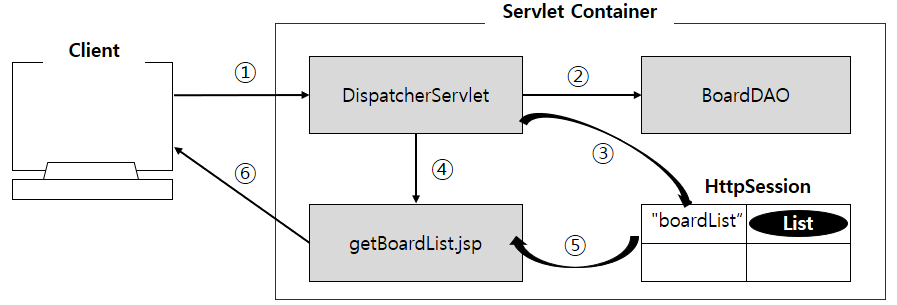 Servlet Container
Client
①
②
DispatcherServlet
BoardDAO
③
④
⑥
HttpSession
"boardList"
List
getBoardList.jsp
⑤